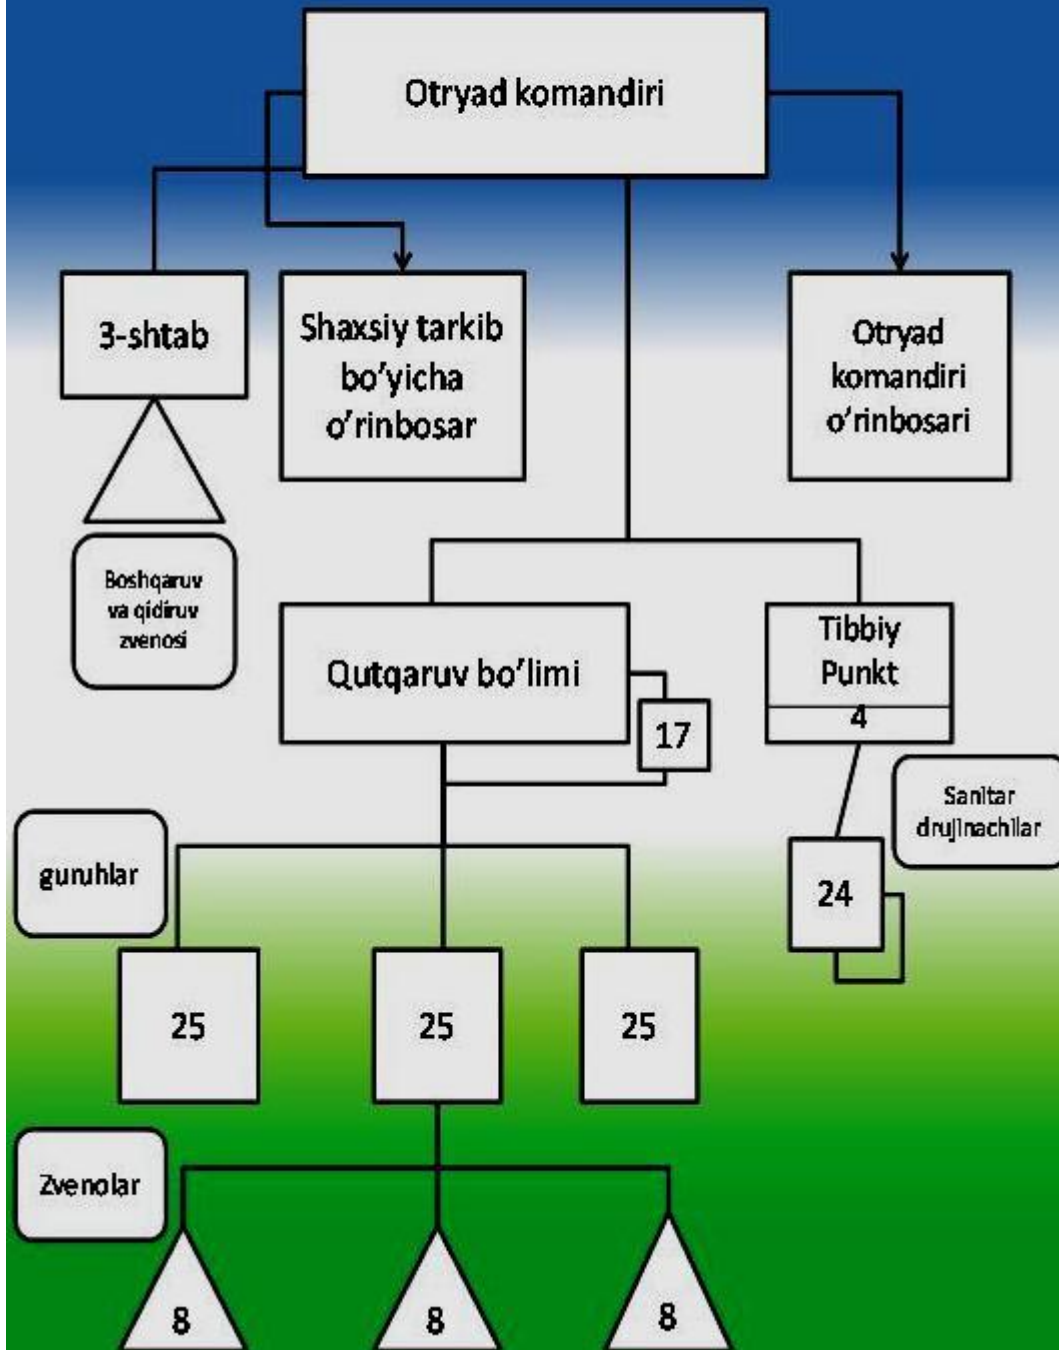 Otryad komandiri
3-shtab
Shaxsiy tarkib
bo’yicha
o’rinbosar
Otryad
komandiri
o’rinbosari
Boshqaruv
va qidiruv
zvenosi
Qutqaruv bo’limi
17
Tibbiy
Punkt
4
Sanitar
drujinachilar
24
guruhlar
25
25
25
Zvenolar
8
8
8